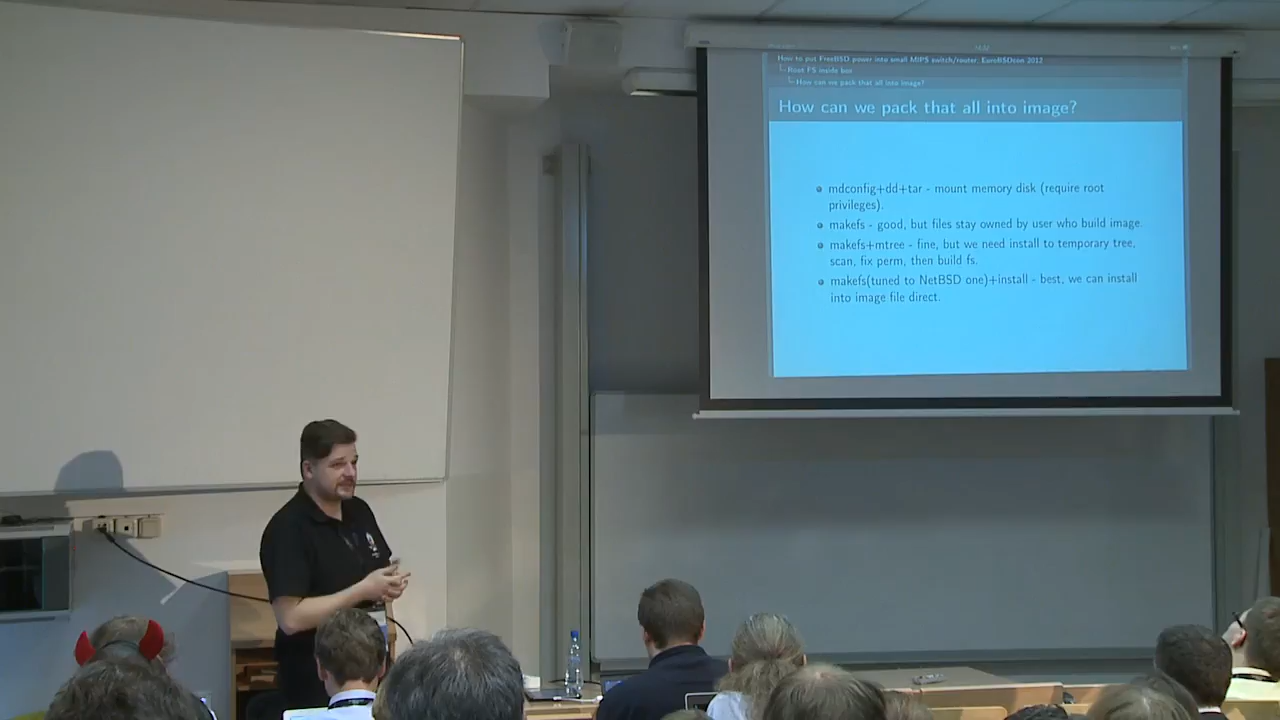 How to put FreeBSD power into small MIPS switch/router. EuroBSDcon 2012
Root FS inside box
How can we pack that all into image?
How can we pack that all into image?
mdconfig+dd+tar - mount memory disk (require root
privileges).
makefs - good, but files stay owned by user who build image.
makefs+mtree - fine, but we need install to temporary tree,
scan, fix perm, then build fs.
makefs(tuned to NetBSD one)+install - best, we can install
into image file direct.